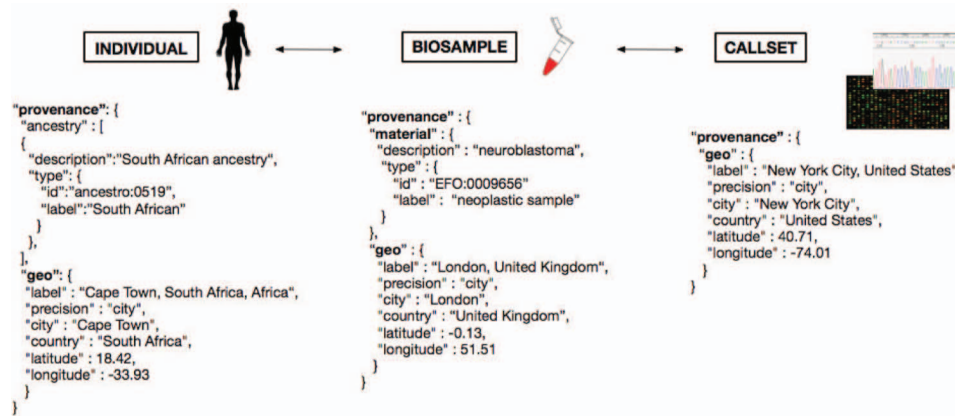 INDIVIDUAL
"provenance": {
"ancestry" : [
{
"description":"South African ancestry",
"type": {
"id":"ancestro:0519",
"label":"South African"
}
},
],
"geo": {
"label" : "Cape Town, South Africa, Africa",
"precision" : "city",
"city" : "Cape Town",
"country" : "South Africa",
"latitude" : 18.42,
"longitude" : -33.93
}
}
BIOSAMPLE
"provenance" : {
"material" : {
"description" : "neuroblastoma",
"type" : {
"id" : "EFO:0009656"
"label" : "neoplastic sample"
}
},
"geo" : {
"label" : "London, United Kingdom",
"precision" : "city",
"city" : "London",
"country" : "United Kingdom",
"latitude" : -0.13,
"longitude" : 51.51
}
}
CALLSET
"provenance" : {
"geo" : {
"label" : "New York City, United States"
"precision" : "city",
"city" : "New York City",
"country" : "United States",
"latitude" : 40.71,
"longitude" : -74.01
}
}